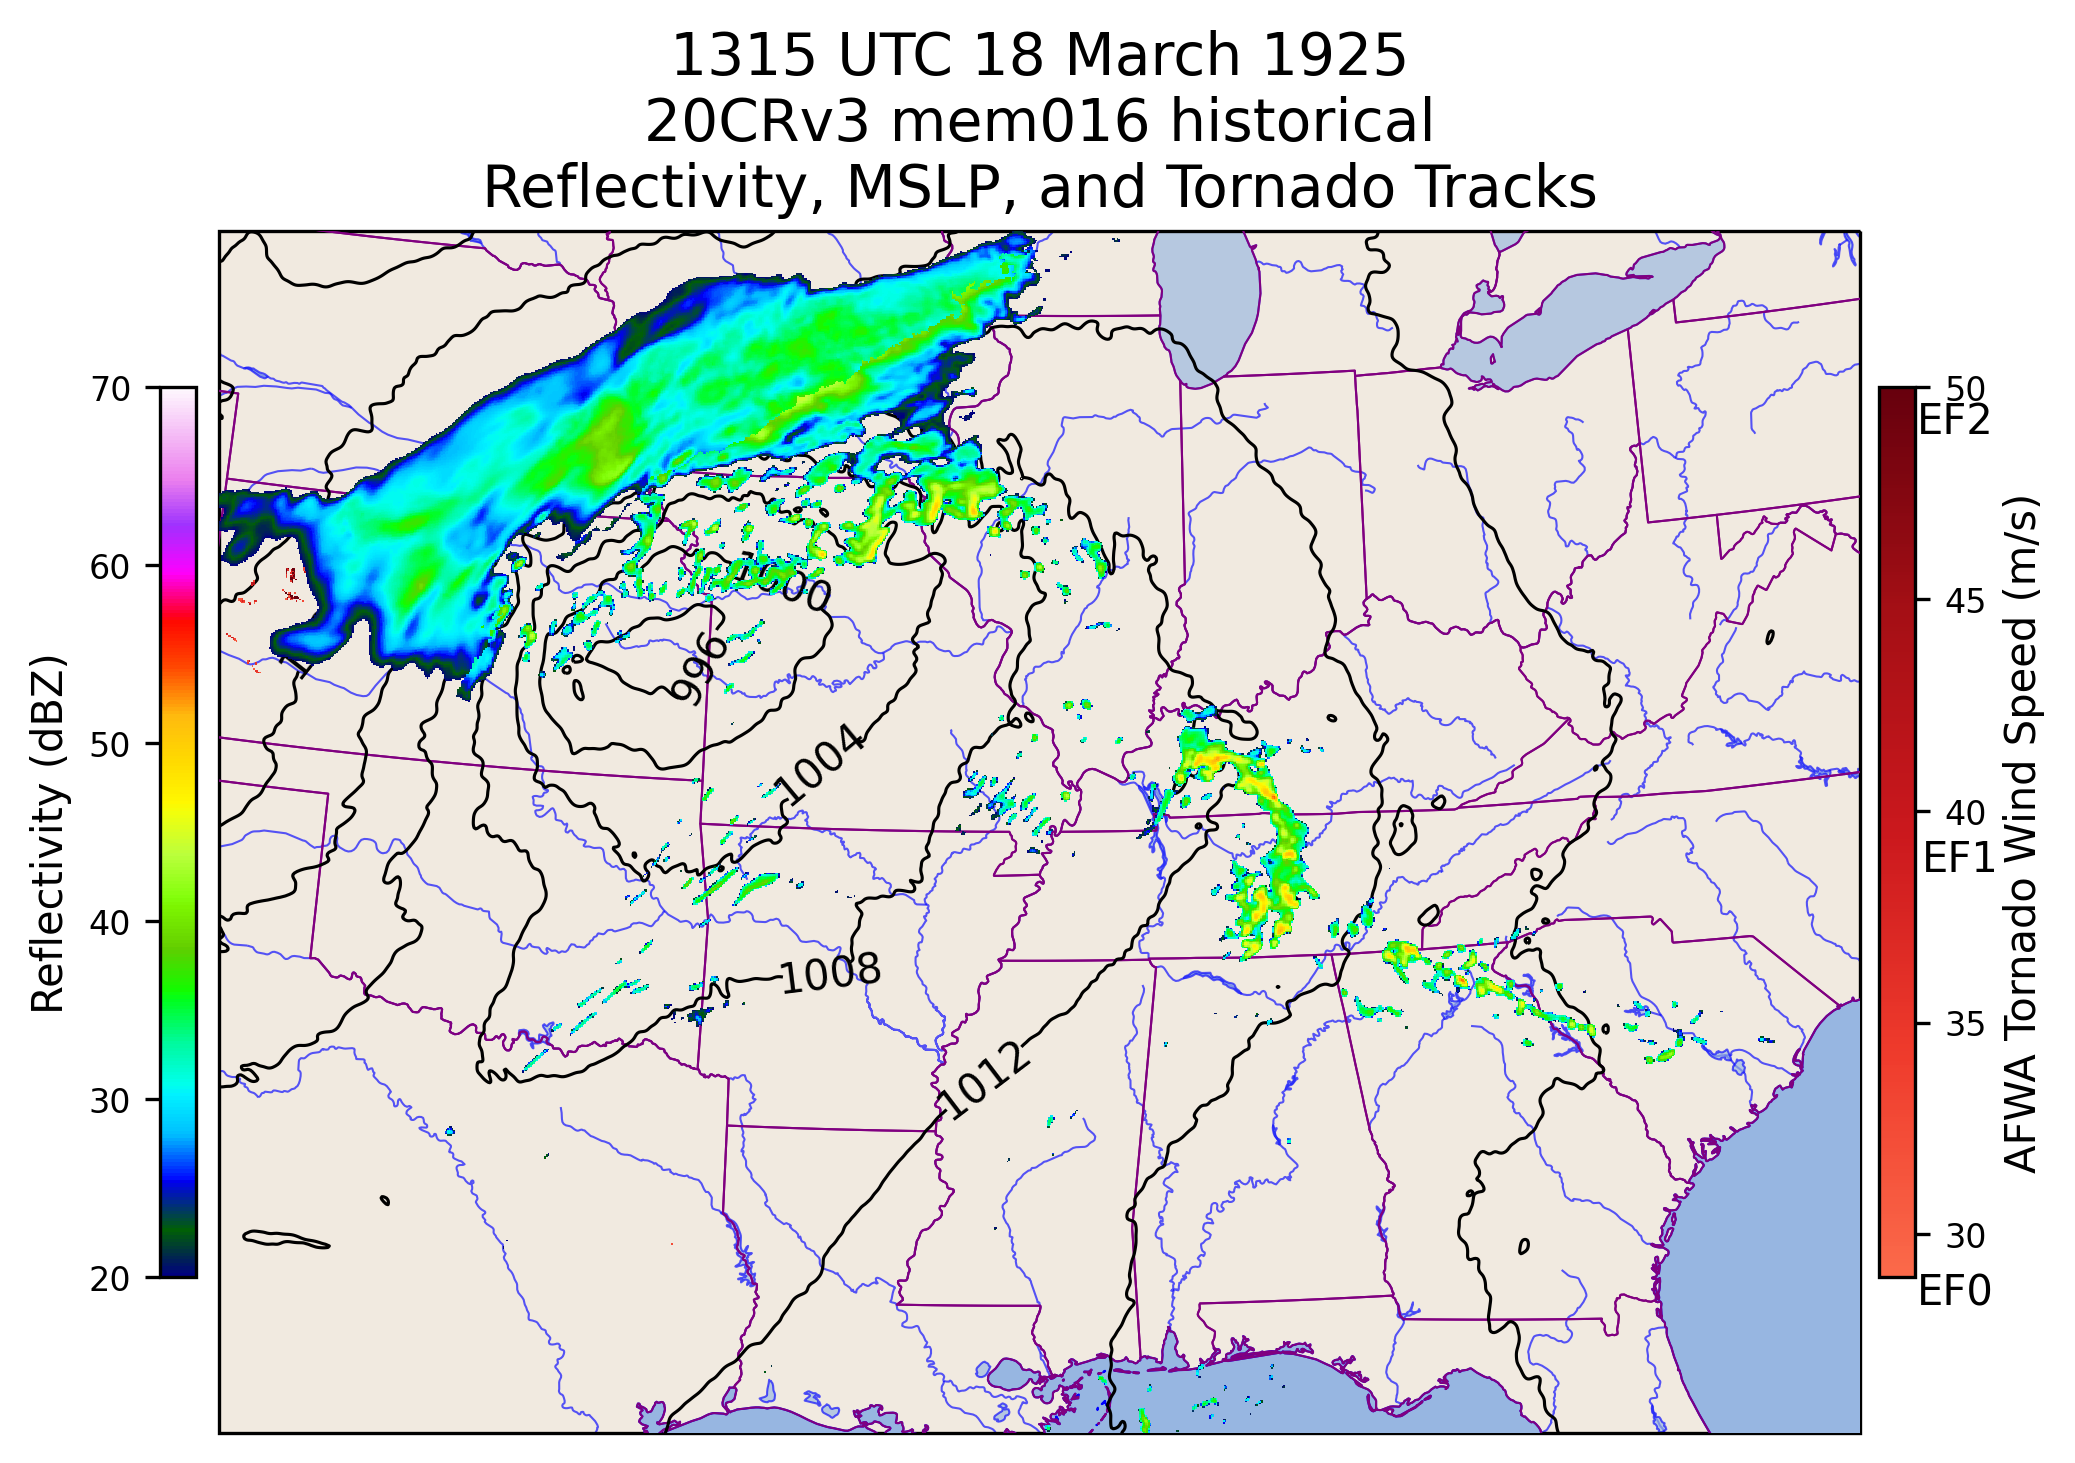 1315 UTC 18 March 1925
20CRv3 mem016 historical
Reflectivity, MSLP, and Tornado Tracks
70
60
50
40
30
20
Reflectivity (dBZ)
1000
996
1004
1008
1012
50
EF2
45
40
EF1
35
30
EF0
AFWA Tornado Wind Speed (m/s)